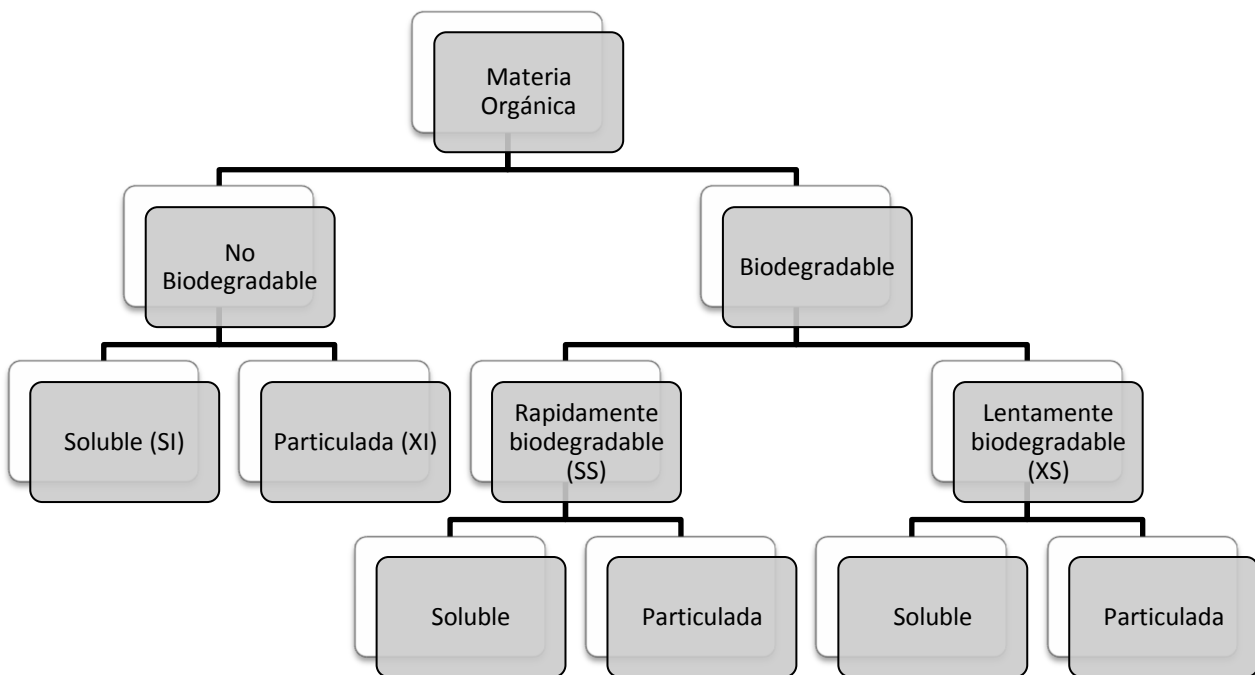 Materia
Orgánica
No
Biodegradable
Biodegradable
Soluble (SI)
Particulada (XI)
Rapidamente
biodegradable
(SS)
Lentamente
biodegradable
(XS)
Soluble
Particulada
Soluble
Particulada